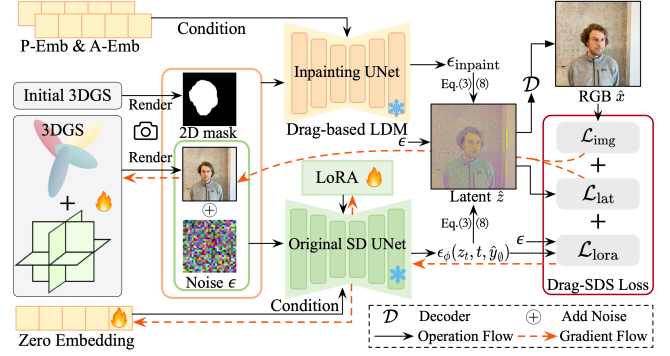 P-Emb & A-Emb
Condition
Inpainting UNet
Drag-based LDM
ϵ_inpaint
Eq.(3) (8)
𝒟
RGB x̂
Initial 3DGS
Render
2D mask
3DGS
Render
+
ϵ
Latent ẑ
ℒ_img
+
ℒ_lat
+
ℒ_lora
Drag-SDS Loss
LoRA
Original SD UNet
Noise ϵ
Eq.(3) (8)
ϵ_ϕ(z_t, t, ŷ_∅)
ϵ
Condition
Zero Embedding
𝒟 Decoder
⊕ Add Noise
Operation Flow
Gradient Flow